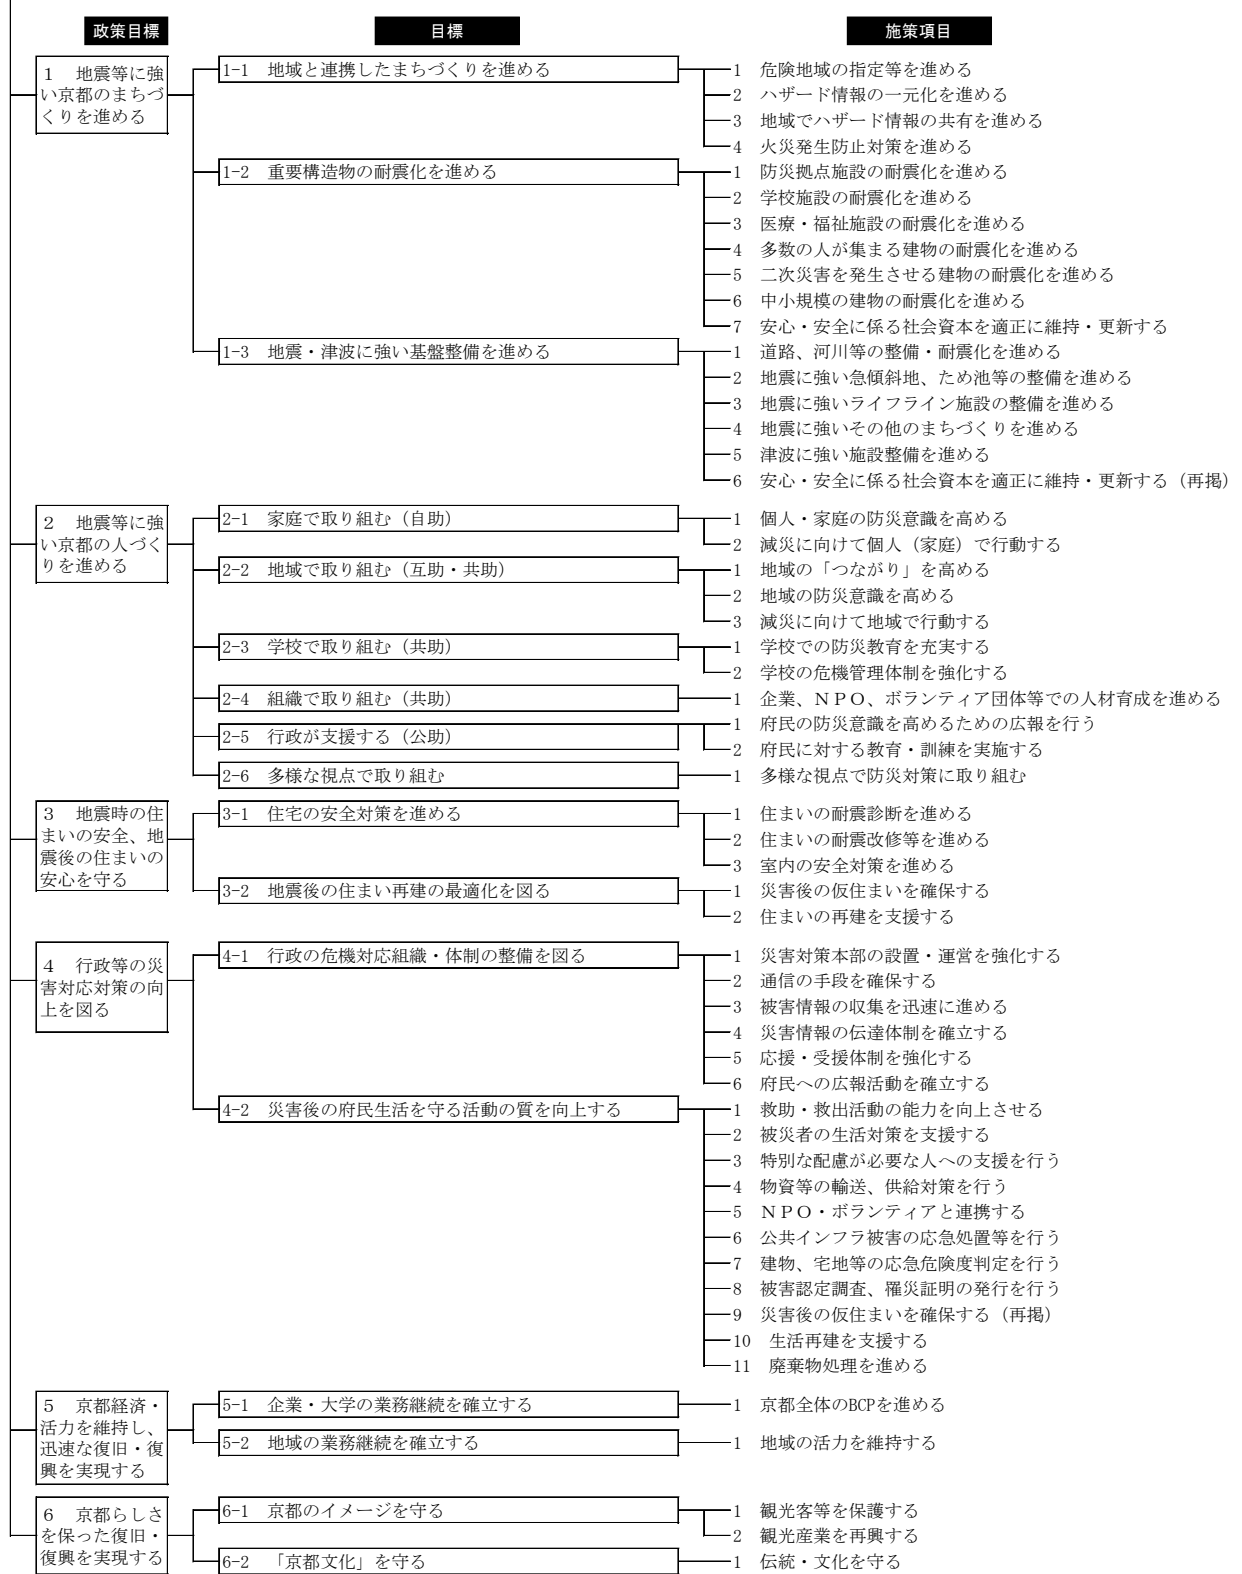 政策目標　目標　施策項目
１　地震等に強
い京都のまちづ
くりを進める
1-1　地域と連携したまちづくりを進める
1　危険地域の指定等を進める
2　ハザード情報の一元化を進める
3　地域でハザード情報の共有を進める
4　火災発生防止対策を進める
1-2　重要構造物の耐震化を進める
1　防災拠点施設の耐震化を進める
2　学校施設の耐震化を進める
3　医療・福祉施設の耐震化を進める
4　多数の人が集まる建物の耐震化を進める
5　二次災害を発生させる建物の耐震化を進める
6　中小規模の建物の耐震化を進める
7　安心・安全に係る社会資本を適正に維持・更新する
1-3　地震・津波に強い基盤整備を進める
1　道路、河川等の整備・耐震化を進める
2　地震に強い急傾斜地、ため池等の整備を進める
3　地震に強いライフライン施設の整備を進める
4　地震に強いその他のまちづくりを進める
5　津波に強い施設整備を進める
6　安心・安全に係る社会資本を適正に維持・更新する（再掲）
２　地震等に強
い京都の人づく
りを進める
2-1　家庭で取り組む（自助）
1　個人・家庭の防災意識を高める
2　減災に向けて個人（家庭）で行動する
2-2　地域で取り組む（互助・共助）
1　地域の「つながり」を高める
2　地域の防災意識を高める
3　減災に向けて地域で行動する
2-3　学校で取り組む（共助）
1　学校での防災教育を充実する
2　学校の危機管理体制を強化する
2-4　組織で取り組む（共助）
1　企業、ＮＰＯ、ボランティア団体等での人材育成を進める
2-5　行政が支援する（公助）
1　府民の防災意識を高めるための広報を行う
2　府民に対する教育・訓練を実施する
2-6　多様な視点で取り組む
1　多様な視点で防災対策に取り組む
３　地震時の住
まいの安全、地
震後の住まいの
安心を守る
3-1　住宅の安全対策を進める
1　住まいの耐震診断を進める
2　住まいの耐震改修等を進める
3　室内の安全対策を進める
3-2　地震後の住まい再建の最適化を図る
1　災害後の仮住まいを確保する
2　住まいの再建を支援する
４　行政等の災
害対応対策の向
上を図る
4-1　行政の危機対応組織・体制の整備を図る
1　災害対策本部の設置・運営を強化する
2　通信の手段を確保する
3　被害情報の収集を迅速に進める
4　災害情報の伝達体制を確立する
5　応援・受援体制を強化する
6　府民への広報活動を確立する
4-2　災害後の府民生活を守る活動の質を向上する
1　救助・救出活動の能力を向上させる
2　被災者の生活対策を支援する
3　特別な配慮が必要な人への支援を行う
4　物資等の輸送、供給対策を行う
5　ＮＰＯ・ボランティアと連携する
6　公共インフラ被害の応急処置等を行う
7　建物、宅地等の応急危険度判定を行う
8　被害認定調査、罹災証明の発行を行う
9　災害後の仮住まいを確保する（再掲）
10　生活再建を支援する
11　廃棄物処理を進める
５　京都経済・
活力を維持し、
迅速な復旧・復
興を実現する
5-1　企業・大学の業務継続を確立する
1　京都全体のBCPを進める
5-2　地域の業務継続を確立する
1　地域の活力を維持する
６　京都らしさ
を保った復旧・
復興を実現する
6-1　京都のイメージを守る
1　観光客等を保護する
2　観光産業を再興する
6-2　「京都文化」を守る
1　伝統・文化を守る